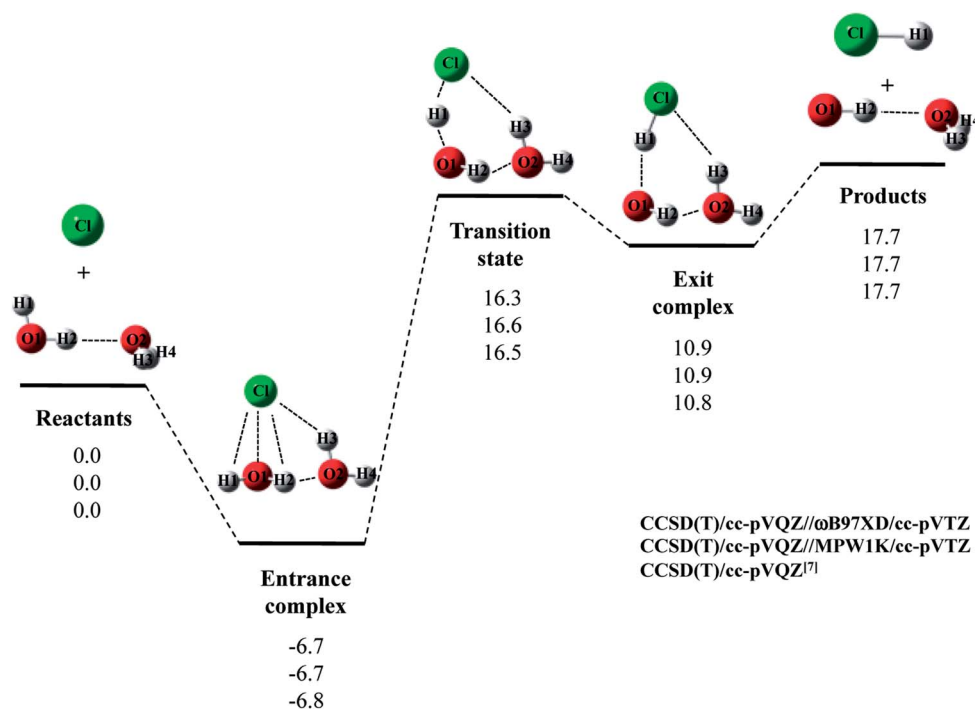 Cl
+
H1
O1
H2
O2
H3
H4
Reactants
0.0
0.0
0.0
Cl
H3
H1
O1
H2
O2
H4
Entrance
complex
-6.7
-6.7
-6.8
Cl
H1
H3
O1
H2
O2
H4
Transition
state
16.3
16.6
16.5
Cl
H1
H3
O1
H2
O2
H4
Exit
complex
10.9
10.9
10.8
Cl
H1
+
O1
H2
O2
H4
H3
Products
17.7
17.7
17.7
CCSD(T)/cc-pVQZ//ωB97XD/cc-pVTZ
CCSD(T)/cc-pVQZ//MPW1K/cc-pVTZ
CCSD(T)/cc-pVQZ[7]